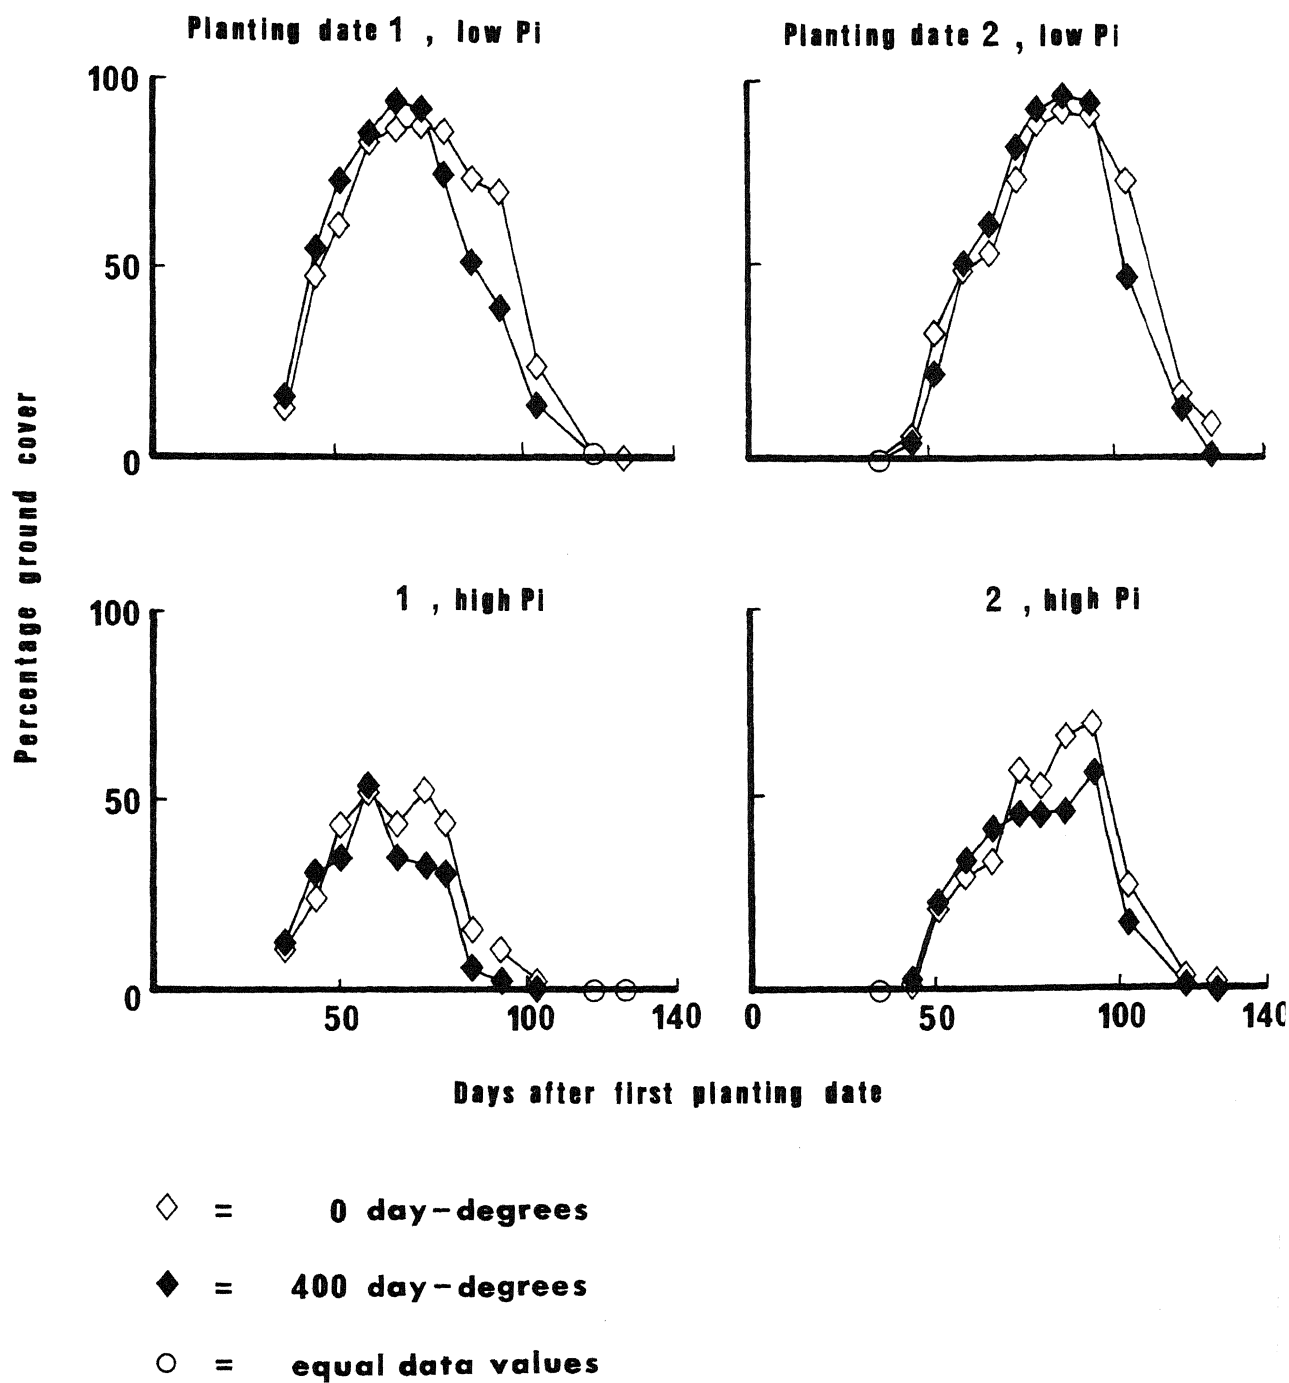 Planting date 1 , low Pi
Planting date 2 , low Pi
100
50
0
Percentage ground cover
1 , high Pi
2 , high Pi
100
50
0
50
100
140
0
50
100
140
Days after first planting date
= 0 day-degrees
= 400 day-degrees
= equal data values